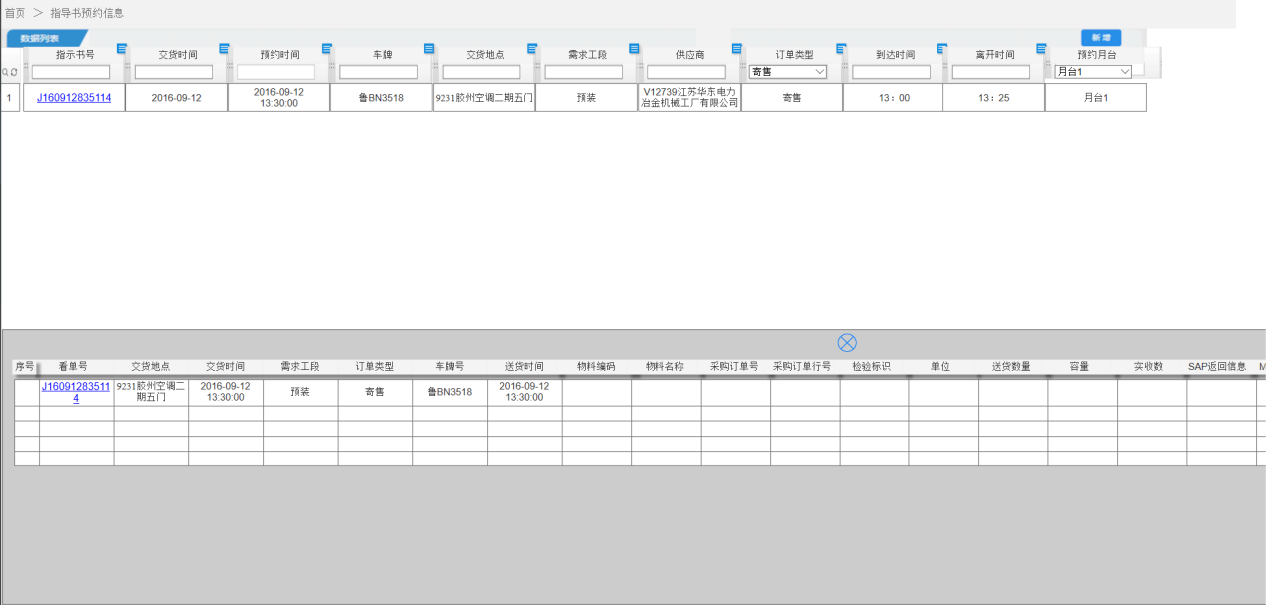 首页 ＞ 指导书预约信息
数据列表
新增
指示书号 交货时间 预约时间 车牌 交货地点 需求工段 供应商 订单类型 到达时间 离开时间 预约月台
寄售 月台1
1 J160912835114 2016-09-12 2016-09-12 13:30:00 鲁BN3518 9231胶州空调二期五门 预装 V12739江苏华东电力冶金机械工厂有限公司 寄售 13：00 13：25 月台1
序号 看单号 交货地点 交货时间 需求工段 订单类型 车牌号 送货时间 物料编码 物料名称 采购订单号 采购订单行号 检验标识 单位 送货数量 容量 实收数 SAP返回信息 M
J160912835114 9231胶州空调二期五门 2016-09-12 13:30:00 预装 寄售 鲁BN3518 2016-09-12 13:30:00